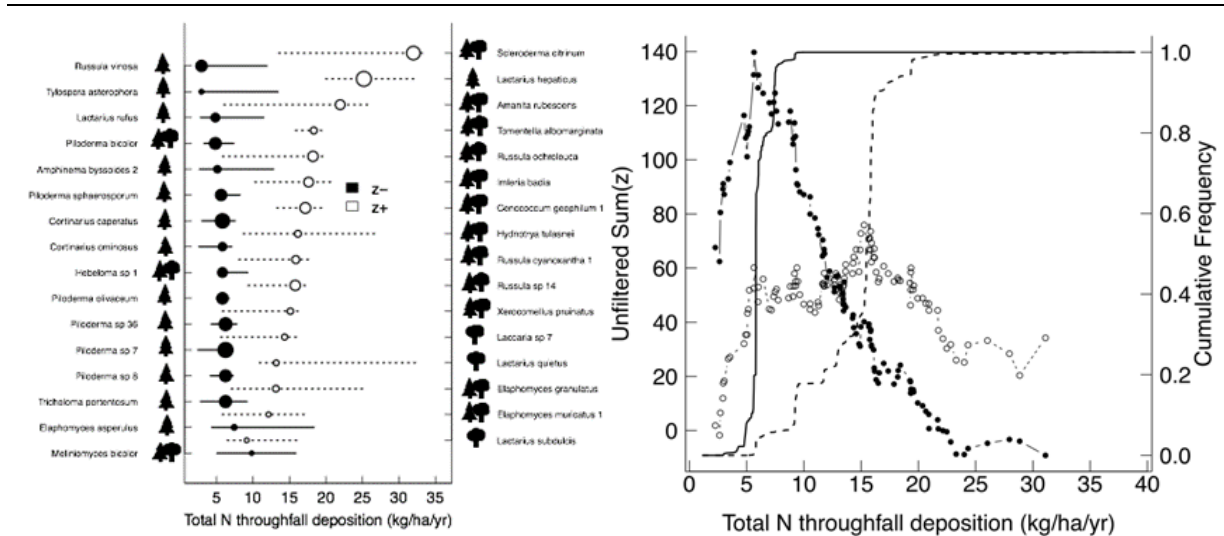 Russula vinosa
Tylospora asterophora
Lactarius rufus
Piloderma bicolor
Amphinema byssoides 2
Piloderma sphaerosporum
Cortinarius caperatus
Cortinarius ominosus
Hebeloma sp 1
Piloderma olivaceum
Piloderma sp 36
Piloderma sp 7
Piloderma sp 8
Tricholoma portentosum
Elaphomyces asperulus
Meliniomyces bicolor
z-
z+
5 10 15 20 25 30 35
Total N throughfall deposition (kg/ha/yr)
Scleroderma citrinum
Lactarius hepaticus
Amanita rubescens
Tomentella albomarginata
Russula ochroleuca
Imleria badia
Cenococcum geophilum 1
Hydnotrya tulasnei
Russula cyanoxantha 1
Russula sp 14
Xerocomellus pruinatus
Laccaria sp 7
Lactarius quietus
Elaphomyces granulatus
Elaphomyces muricatus 1
Lactarius subdulcis
Unfiltered Sum(z)
140
120
100
80
60
40
20
0
0 5 10 15 20 25 30 35 40
Total N throughfall deposition (kg/ha/yr)
1.0
0.8
0.6
0.4
0.2
0.0
Cumulative Frequency